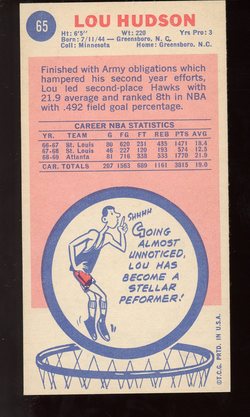 65
LOU HUDSON
Ht: 6'5" Wt: 220 Yrs Pro: 3
Born: 7/11/44 — Greensboro, N.C.
Coll: Minnesota Home: Greensboro, N.C.
Finished with Army obligations which
hampered his second year efforts,
Lou led second-place Hawks with
21.9 average and ranked 8th in NBA
with .492 field goal percentage.
CAREER NBA STATISTICS
YR. TEAM G FG FT REB PTS AVG
66-67 St. Louis 80 620 231 435 1471 18.4
67-68 St. Louis 46 227 120 193 574 12.5
68-69 Atlanta 81 716 338 533 1770 21.9
CAR. TOTALS 207 1563 689 1161 3815 18.4
SHHHH
GOING
ALMOST
UNNOTICED,
LOU HAS
BECOME A
STELLAR
PEFORMER!
©T.C.G. PRTD. IN U.S.A.